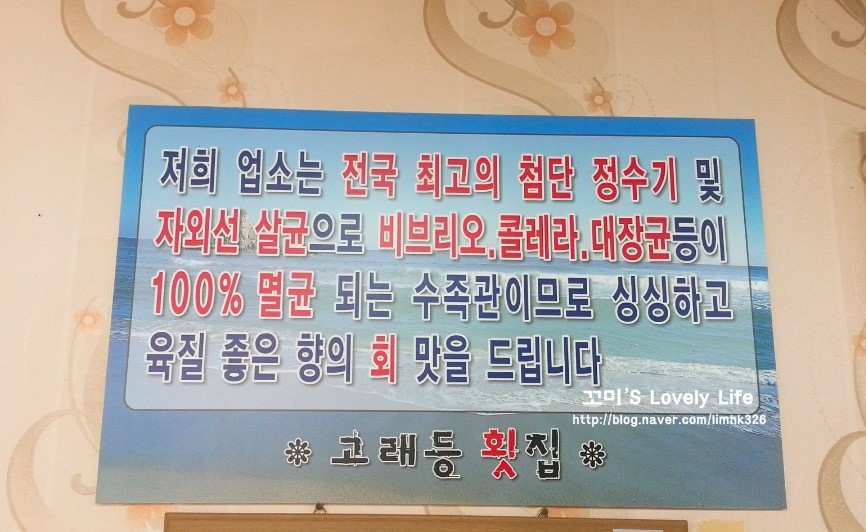 저희 업소는 전국 최고의 첨단 정수기 및
자외선 살균으로 비브리오.콜레라.대장균등이
100% 멸균 되는 수족관이므로 싱싱하고
육질 좋은 향의 회 맛을 드립니다
꼬미'S Lovely Life
http://blog.naver.com/limhk326
※ 고래등 횟집 ※